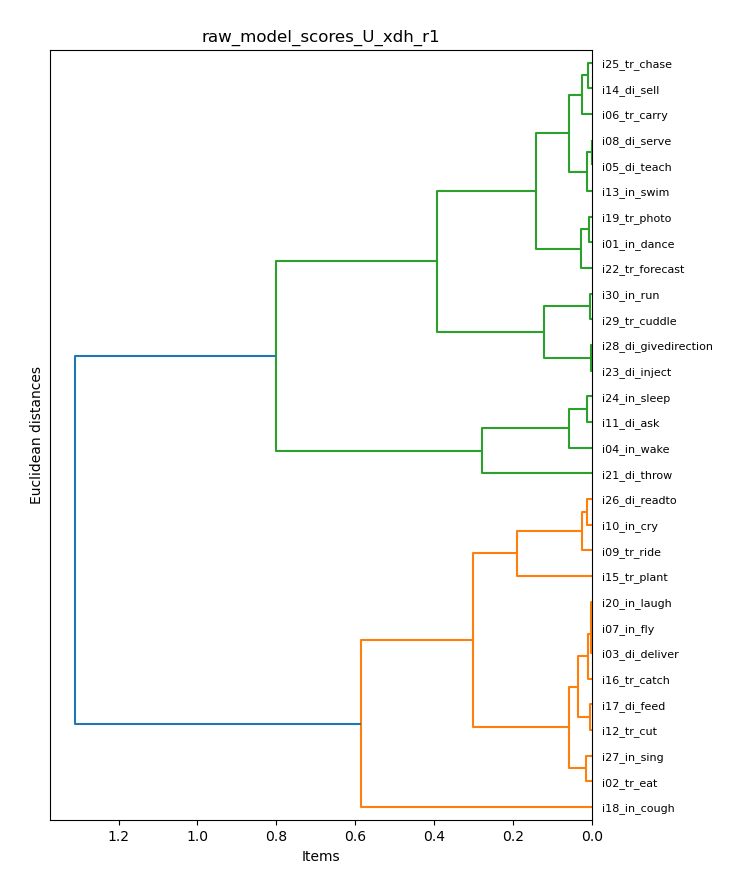 raw_model_scores_U_xdh_r1
i25_tr_chase
i14_di_sell
i06_tr_carry
i08_di_serve
i05_di_teach
i13_in_swim
i19_tr_photo
i01_in_dance
i22_tr_forecast
i30_in_run
i29_tr_cuddle
i28_di_givedirection
i23_di_inject
i24_in_sleep
i11_di_ask
i04_in_wake
i21_di_throw
i26_di_readto
i10_in_cry
i09_tr_ride
i15_tr_plant
i20_in_laugh
i07_in_fly
i03_di_deliver
i16_tr_catch
i17_di_feed
i12_tr_cut
i27_in_sing
i02_tr_eat
i18_in_cough
Euclidean distances
1.2 1.0 0.8 0.6 0.4 0.2 0.0
Items